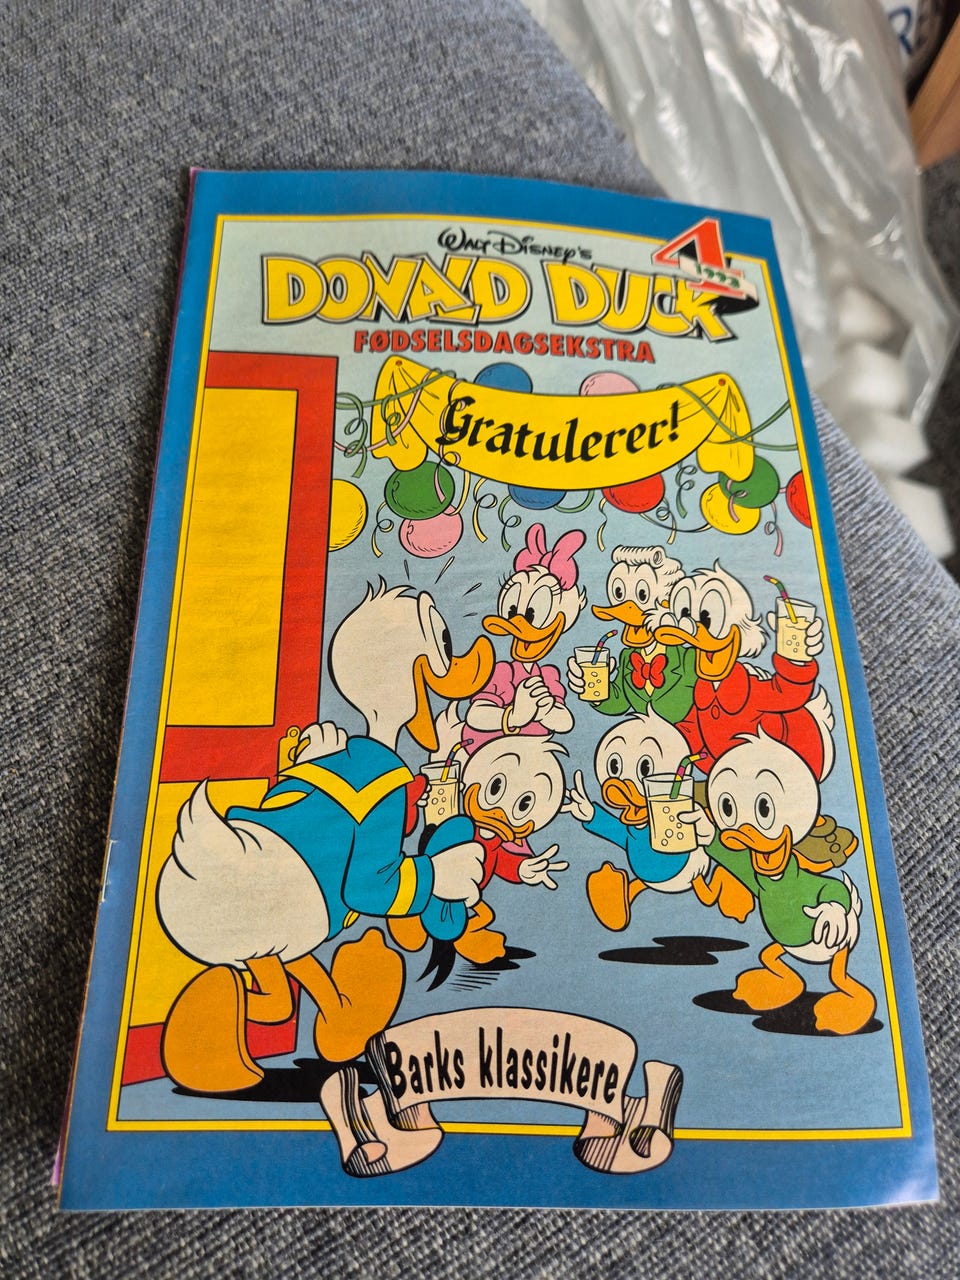 Walt Disney's
DONALD DUCK
4
1993
FØDSELSDAGSEKSTRA
Gratulerer!
Barks klassikere